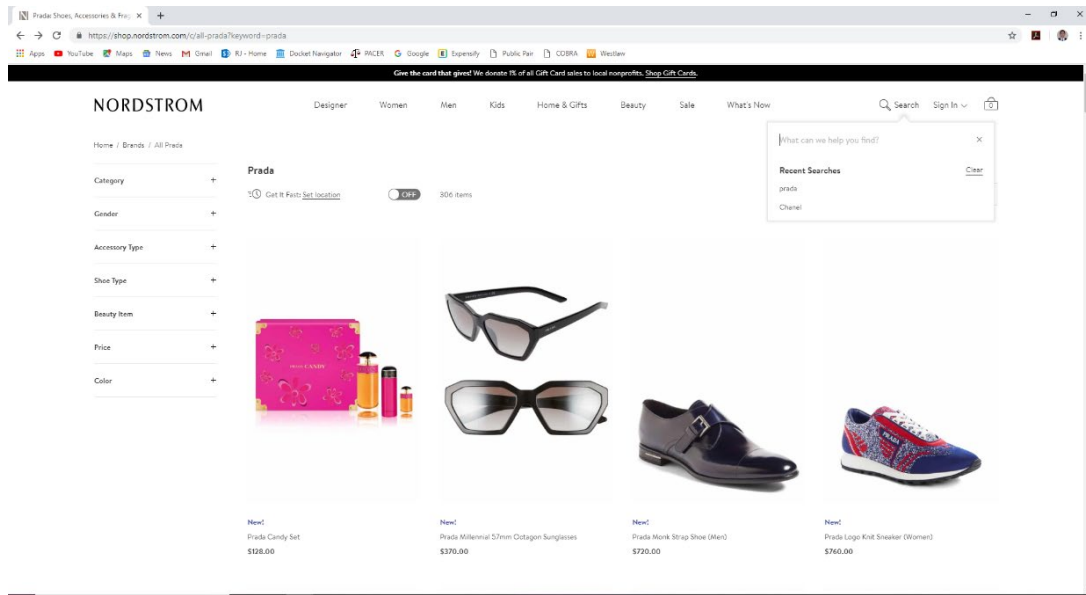 Prada: Shoes, Accessories & Frag
https://shop.nordstrom.com/c/all-prada?keyword=prada
Apps YouTube Maps News M Gmail RJ - Home Docket Navigator PACER G Google Expensify Public Pair COBRA Westlaw
Give the card that gives! We donate 1% of all Gift Card sales to local nonprofits. Shop Gift Cards.
NORDSTROM Designer Women Men Kids Home & Gifts Beauty Sale What's Now Search Sign In 0
Home / Brands / All Prada
What can we help you find?
Recent Searches Clear
prada
Chanel
Category +
Gender +
Accessory Type +
Shoe Type +
Beauty Item +
Price +
Color +
Prada
Get It Fast: Set location OFF 306 items
PRADA CANDY
PRADA
New! New! New! New!
Prada Candy Set Prada Millennial 57mm Octagon Sunglasses Prada Monk Strap Shoe (Men) Prada Logo Knit Sneaker (Women)
$128.00 $370.00 $720.00 $760.00